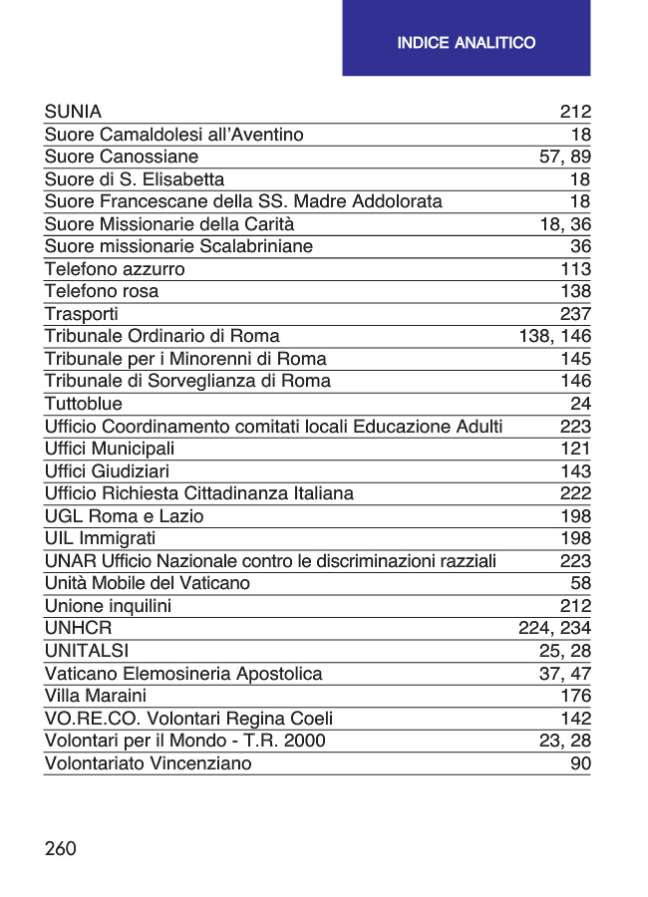 INDICE ANALITICO
SUNIA 212
Suore Camaldolesi all'Aventino 18
Suore Canossiane 57, 89
Suore di S. Elisabetta 18
Suore Francescane della SS. Madre Addolorata 18
Suore Missionarie della Carità 18, 36
Suore missionarie Scalabriniane 36
Telefono azzurro 113
Telefono rosa 138
Trasporti 237
Tribunale Ordinario di Roma 138, 146
Tribunale per i Minorenni di Roma 145
Tribunale di Sorveglianza di Roma 146
Tuttoblue 24
Ufficio Coordinamento comitati locali Educazione Adulti 223
Uffici Municipali 121
Uffici Giudiziari 143
Ufficio Richiesta Cittadinanza Italiana 222
UGL Roma e Lazio 198
UIL Immigrati 198
UNAR Ufficio Nazionale contro le discriminazioni razziali 223
Unità Mobile del Vaticano 58
Unione inquilini 212
UNHCR 224, 234
UNITALSI 25, 28
Vaticano Elemosineria Apostolica 37, 47
Villa Maraini 176
VO.RE.CO. Volontari Regina Coeli 142
Volontari per il Mondo - T.R. 2000 23, 28
Volontariato Vincenziano 90
260